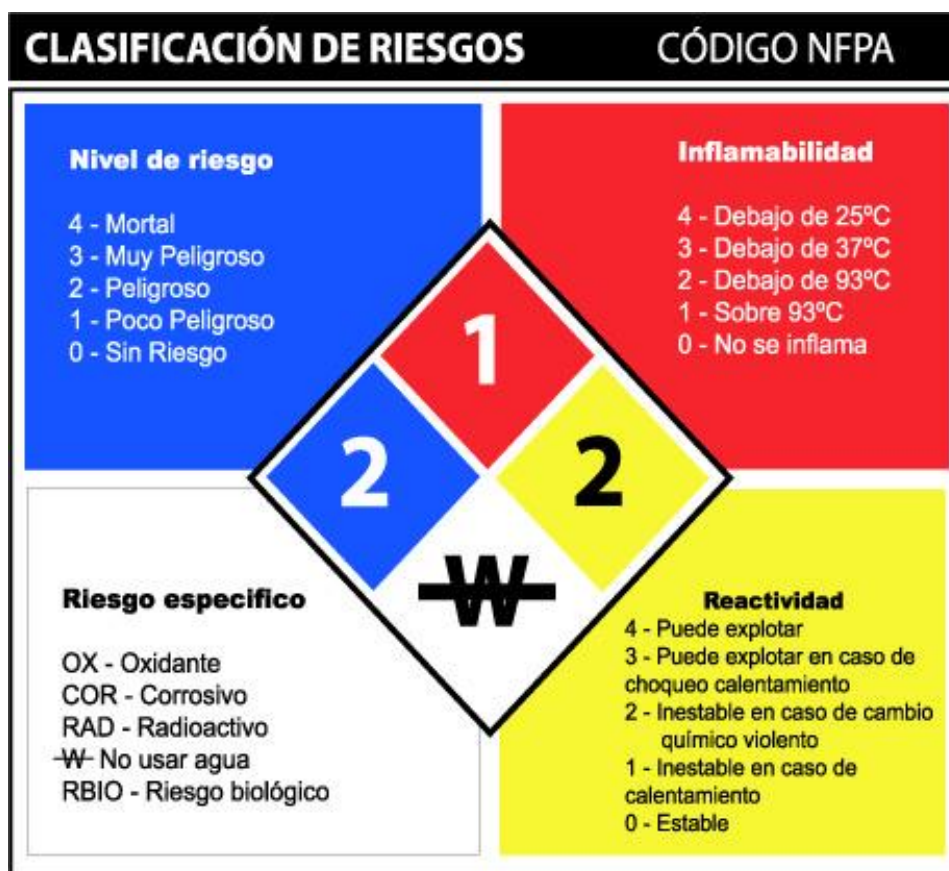 CLASIFICACIÓN DE RIESGOS CÓDIGO NFPA
Nivel de riesgo
4 - Mortal
3 - Muy Peligroso
2 - Peligroso
1 - Poco Peligroso
0 - Sin Riesgo
Inflamabilidad
4 - Debajo de 25ºC
3 - Debajo de 37ºC
2 - Debajo de 93ºC
1 - Sobre 93ºC
0 - No se inflama
1
2
2
W
Riesgo especifico
OX - Oxidante
COR - Corrosivo
RAD - Radioactivo
W No usar agua
RBIO - Riesgo biológico
Reactividad
4 - Puede explotar
3 - Puede explotar en caso de
choqueo calentamiento
2 - Inestable en caso de cambio
químico violento
1 - Inestable en caso de
calentamiento
0 - Estable